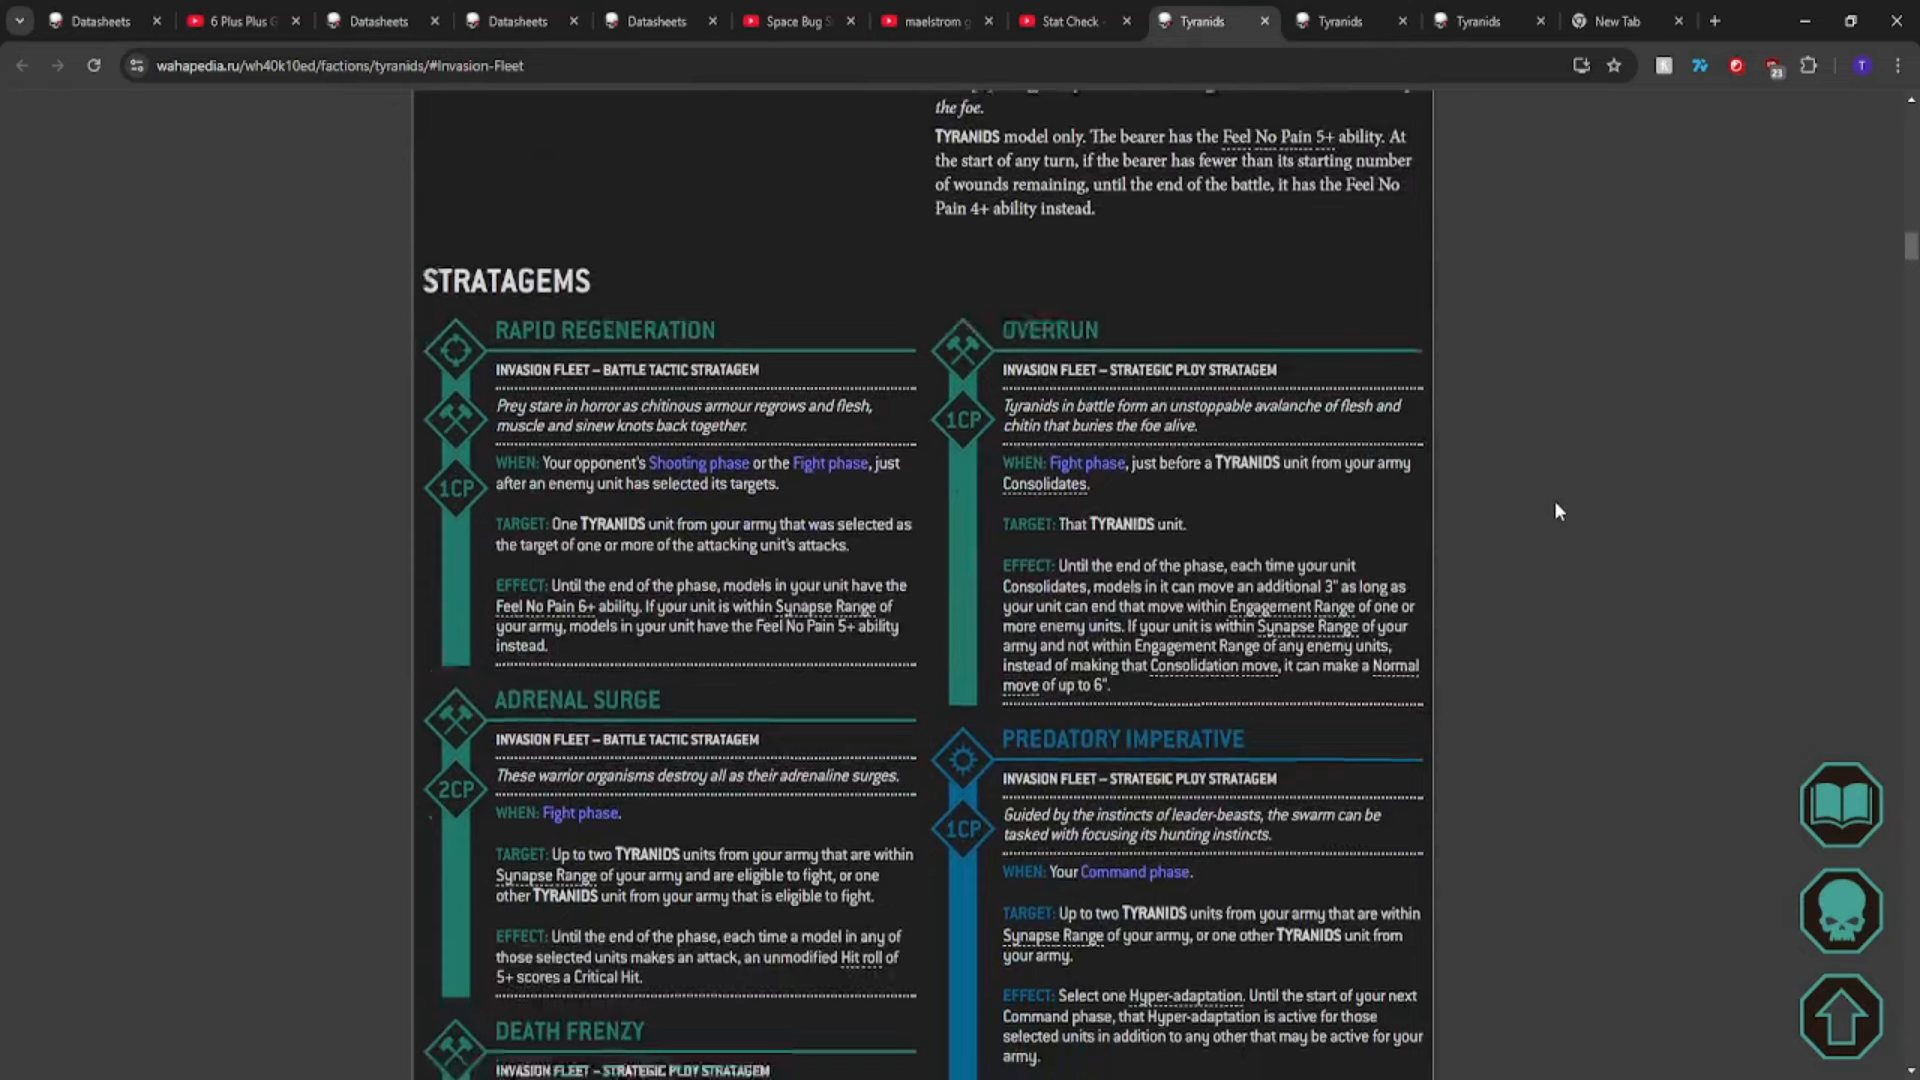 Datasheets
6 Plus Plus G
Datasheets
Datasheets
Datasheets
Space Bug S
maelstrom g
Stat Check -
Tyranids
Tyranids
Tyranids
New Tab
wahapedia.ru/wh40k10ed/factions/tyranids/#Invasion-Fleet
23
T
the foe.
TYRANIDS model only. The bearer has the Feel No Pain 5+ ability. At
the start of any turn, if the bearer has fewer than its starting number
of wounds remaining, until the end of the battle, it has the Feel No
Pain 4+ ability instead.
STRATAGEMS
RAPID REGENERATION
INVASION FLEET – BATTLE TACTIC STRATAGEM
Prey stare in horror as chitinous armour regrows and flesh,
muscle and sinew knots back together.
1CP
WHEN: Your opponent's Shooting phase or the Fight phase, just
after an enemy unit has selected its targets.
TARGET: One TYRANIDS unit from your army that was selected as
the target of one or more of the attacking unit's attacks.
EFFECT: Until the end of the phase, models in your unit have the
Feel No Pain 6+ ability. If your unit is within Synapse Range of
your army, models in your unit have the Feel No Pain 5+ ability
instead.
ADRENAL SURGE
INVASION FLEET – BATTLE TACTIC STRATAGEM
These warrior organisms destroy all as their adrenaline surges.
2CP
WHEN: Fight phase.
TARGET: Up to two TYRANIDS units from your army that are within
Synapse Range of your army and are eligible to fight, or one
other TYRANIDS unit from your army that is eligible to fight.
EFFECT: Until the end of the phase, each time a model in any of
those selected units makes an attack, an unmodified Hit roll of
5+ scores a Critical Hit.
DEATH FRENZY
INVASION FLEET – STRATEGIC PLOY STRATAGEM
OVERRUN
INVASION FLEET – STRATEGIC PLOY STRATAGEM
Tyranids in battle form an unstoppable avalanche of flesh and
chitin that buries the foe alive.
1CP
WHEN: Fight phase, just before a TYRANIDS unit from your army
Consolidates.
TARGET: That TYRANIDS unit.
EFFECT: Until the end of the phase, each time your unit
Consolidates, models in it can move an additional 3" as long as
your unit can end that move within Engagement Range of one or
more enemy units. If your unit is within Synapse Range of your
army and not within Engagement Range of any enemy units,
instead of making that Consolidation move, it can make a Normal
move of up to 6".
PREDATORY IMPERATIVE
INVASION FLEET – STRATEGIC PLOY STRATAGEM
Guided by the instincts of leader-beasts, the swarm can be
tasked with focusing its hunting instincts.
1CP
WHEN: Your Command phase.
TARGET: Up to two TYRANIDS units from your army that are within
Synapse Range of your army, or one other TYRANIDS unit from
your army.
EFFECT: Select one Hyper-adaptation. Until the start of your next
Command phase, that Hyper-adaptation is active for those
selected units in addition to any other that may be active for your
army.